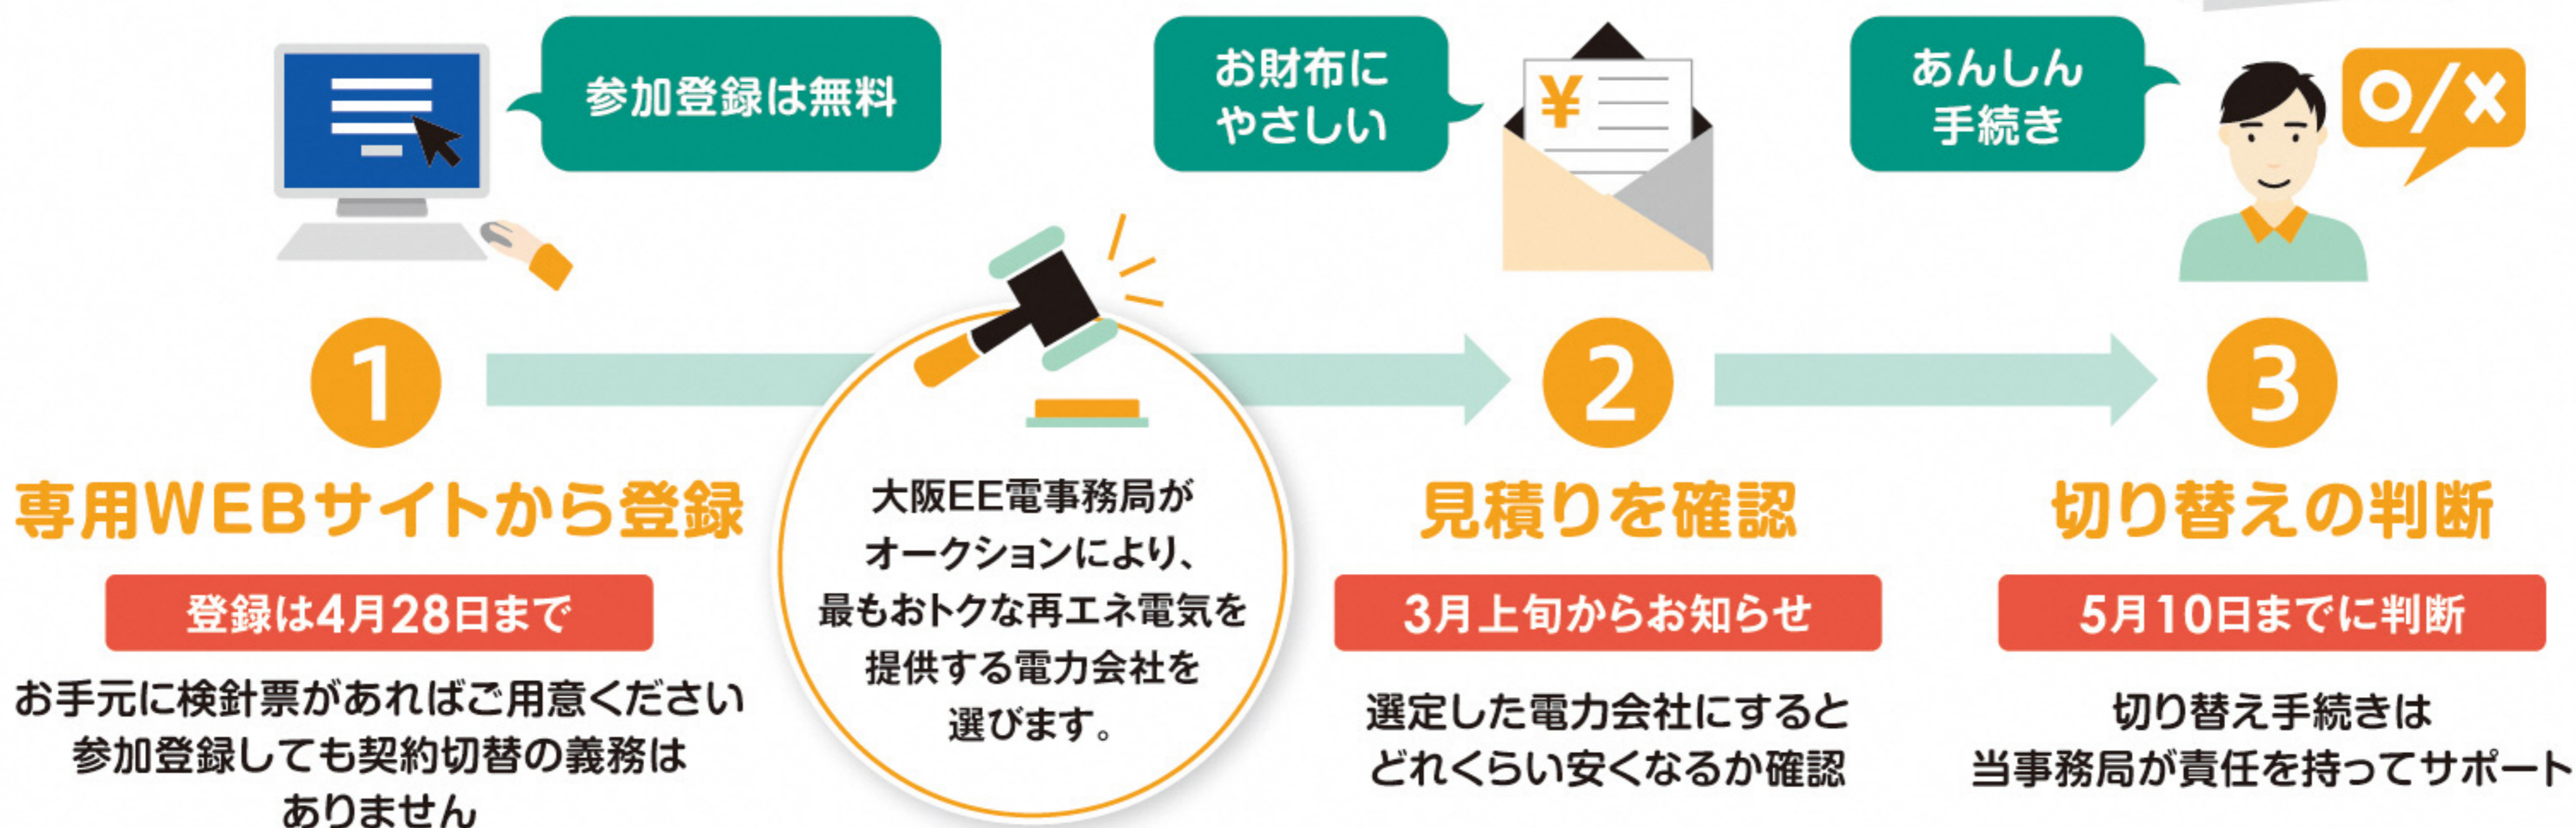 参加登録は無料
お財布に
やさしい
¥
あんしん
手続き
O/X
1
2
3
専用WEBサイトから登録
登録は4月28日まで
お手元に検針票があればご用意ください
参加登録しても契約切替の義務は
ありません
大阪EE電事務局が
オークションにより、
最もおトクな再エネ電気を
提供する電力会社を
選びます。
見積りを確認
3月上旬からお知らせ
選定した電力会社にすると
どれくらい安くなるか確認
切り替えの判断
5月10日までに判断
切り替え手続きは
当事務局が責任を持ってサポート